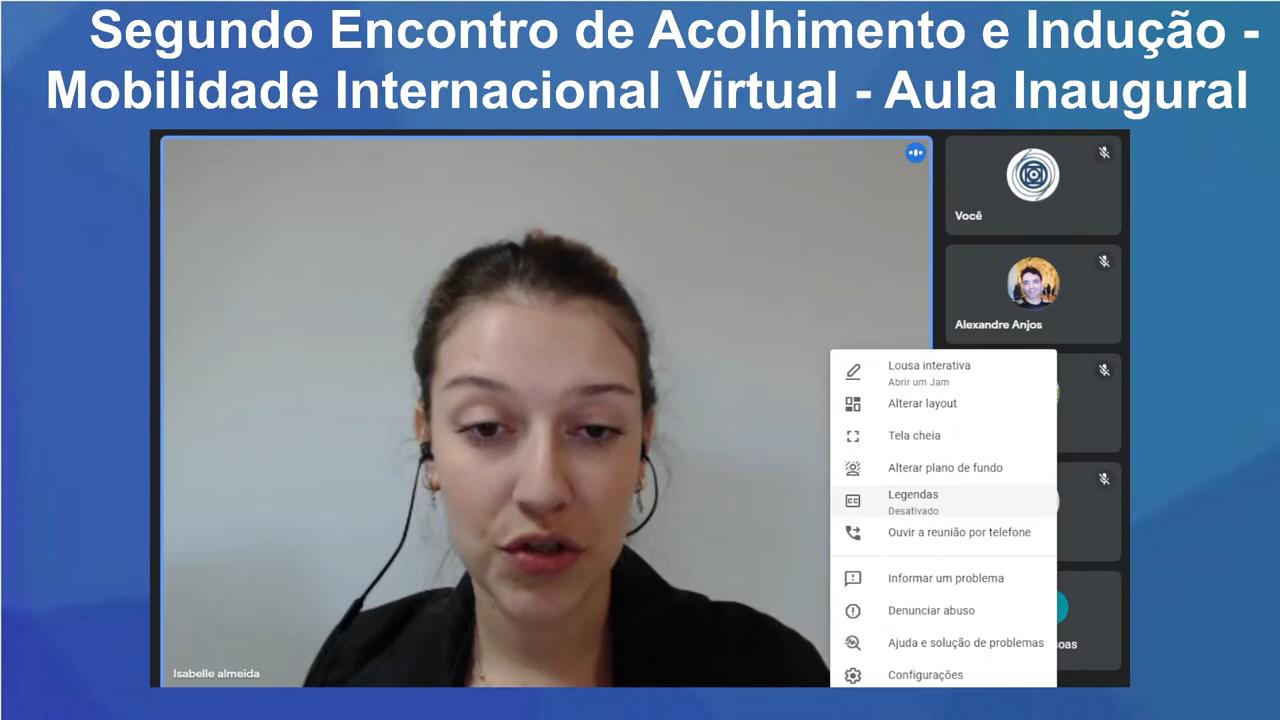 Segundo Encontro de Acolhimento e Indução -
Mobilidade Internacional Virtual - Aula Inaugural
Você
Alexandre Anjos
Lousa interativa
Abrir um Jam
Alterar layout
Tela cheia
Alterar plano de fundo
Legendas
Desativado
Ouvir a reunião por telefone
Informar um problema
Denunciar abuso
Ajuda e solução de problemas
oas
Configurações
Isabelle almeida